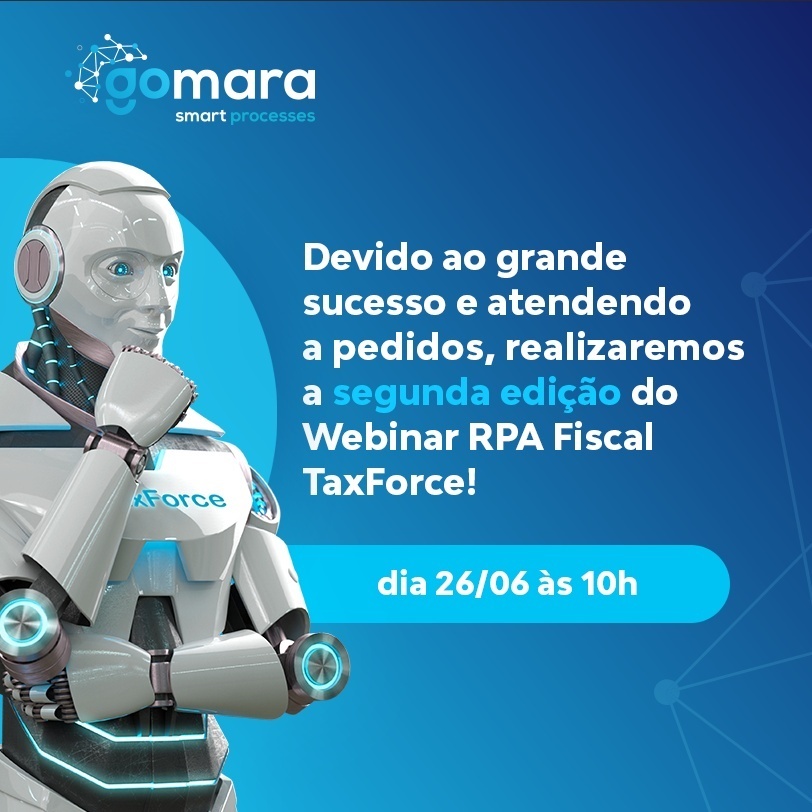 gomara
smart processes
Devido ao grande
sucesso e atendendo
a pedidos, realizaremos
a segunda edição do
Webinar RPA Fiscal
TaxForce!
xForce
dia 26/06 às 10h